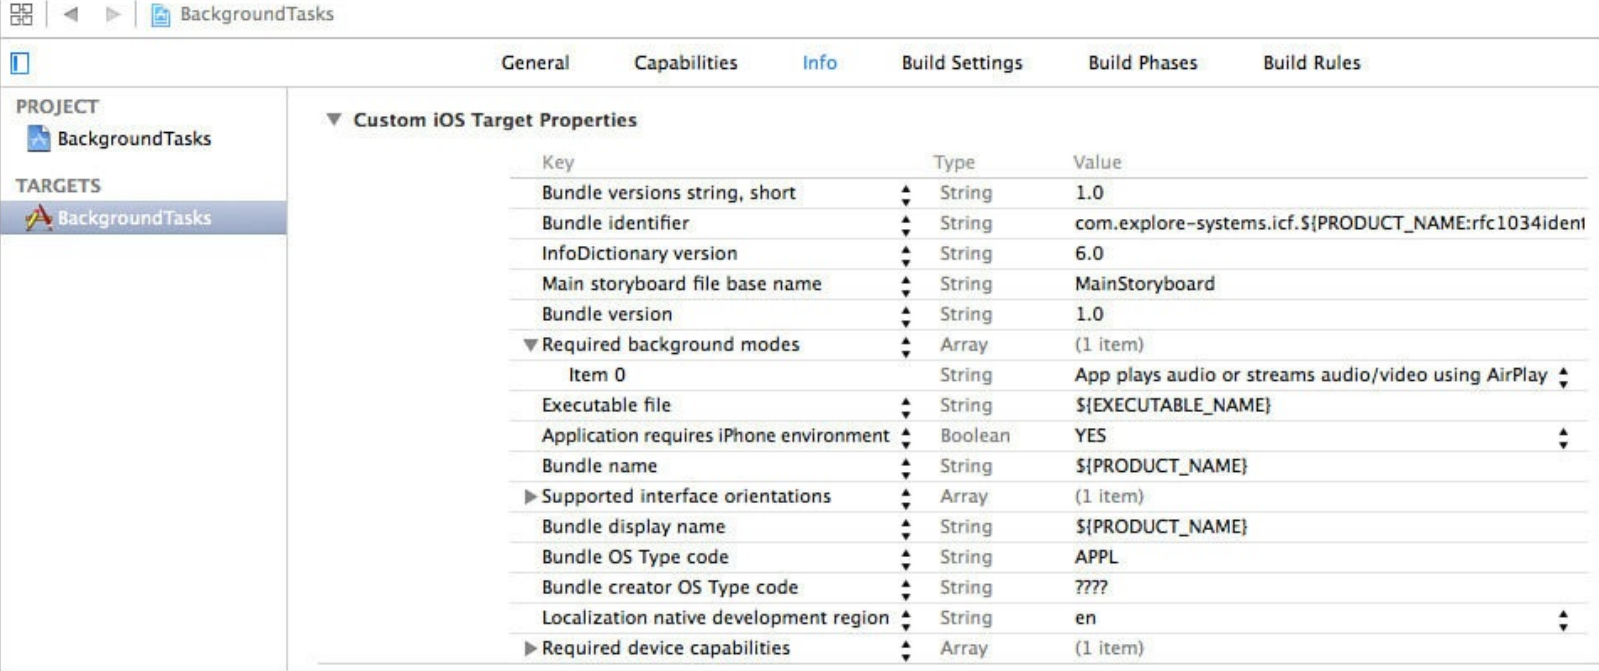 BackgroundTasks
General Capabilities Info Build Settings Build Phases Build Rules
PROJECT
BackgroundTasks
TARGETS
BackgroundTasks
Custom iOS Target Properties
Key Type Value
Bundle versions string, short String 1.0
Bundle identifier String com.explore-systems.icf.${PRODUCT_NAME:rfc1034ident
InfoDictionary version String 6.0
Main storyboard file base name String MainStoryboard
Bundle version String 1.0
Required background modes Array (1 item)
Item 0 String App plays audio or streams audio/video using AirPlay
Executable file String ${EXECUTABLE_NAME}
Application requires iPhone environment Boolean YES
Bundle name String ${PRODUCT_NAME}
Supported interface orientations Array (1 item)
Bundle display name String ${PRODUCT_NAME}
Bundle OS Type code String APPL
Bundle creator OS Type code String ????
Localization native development region String en
Required device capabilities Array (1 item)